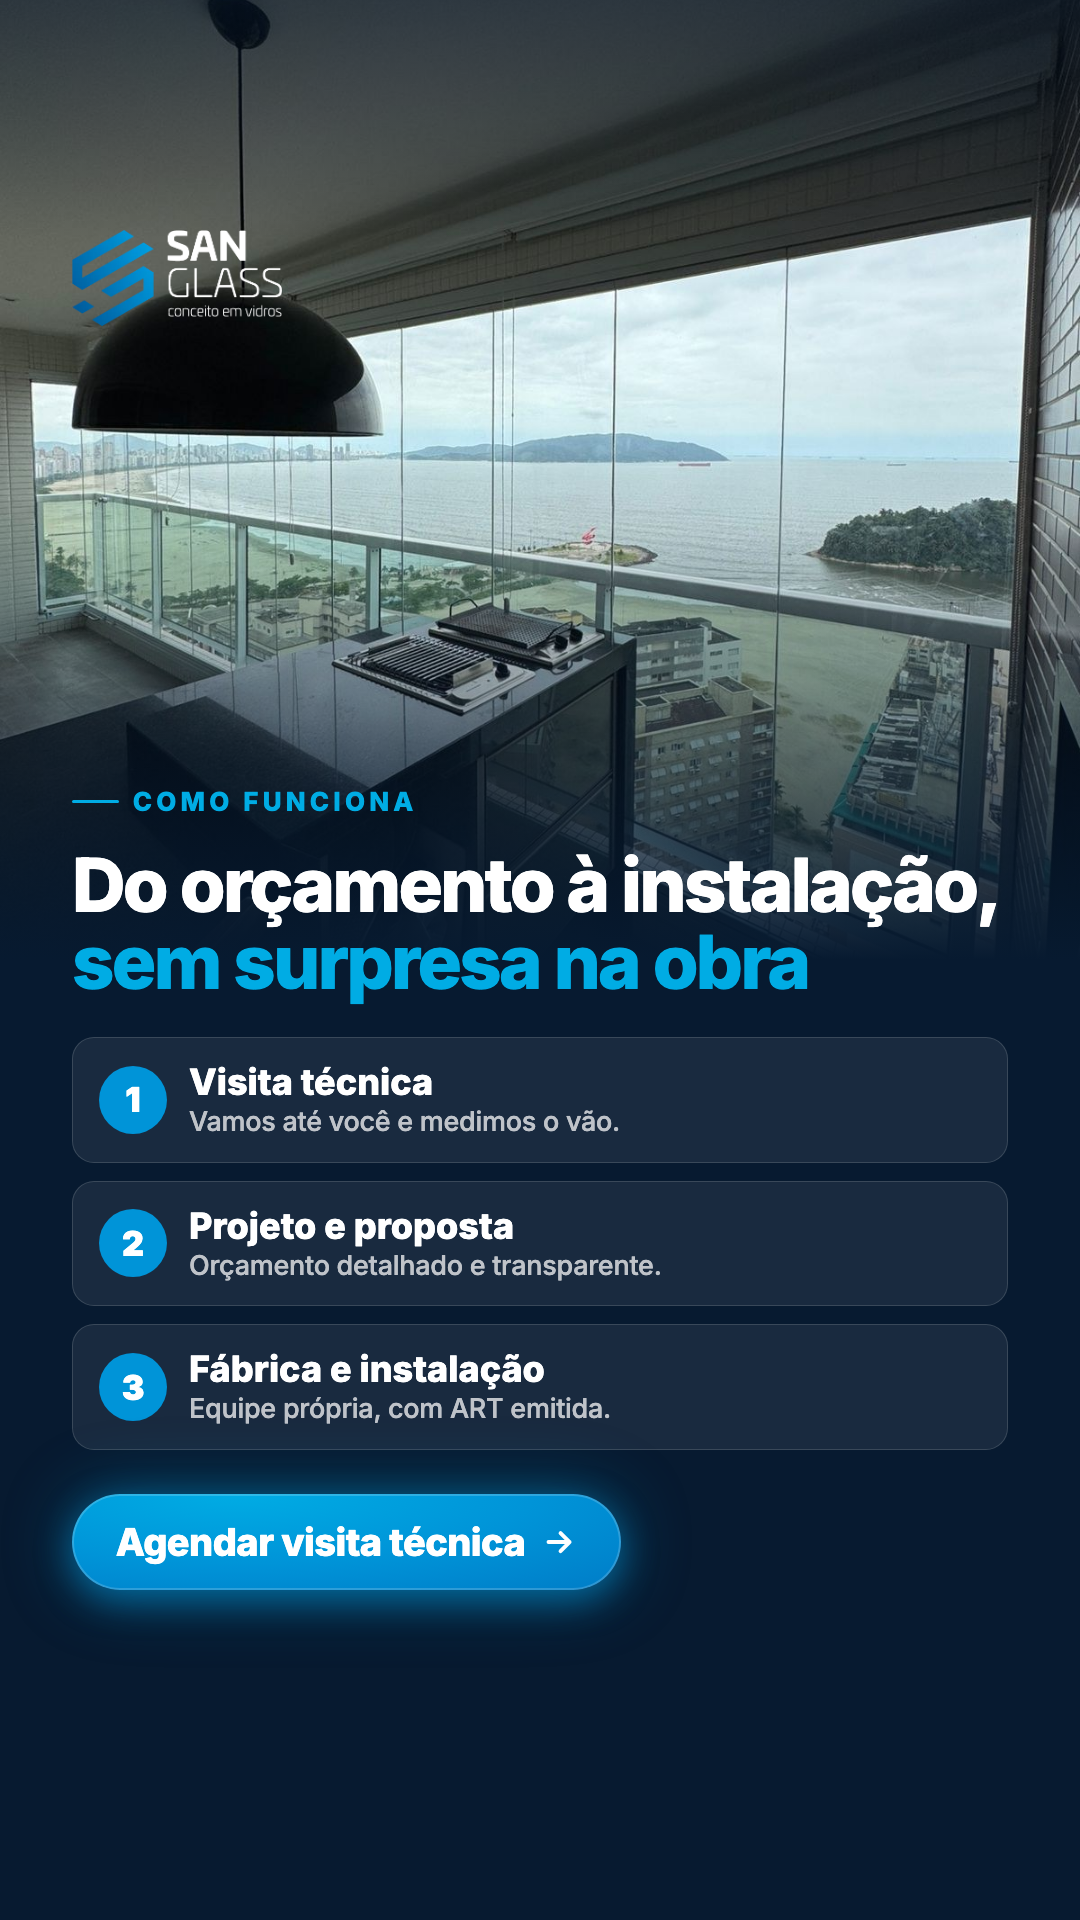 SAN
GLASS
conceito em vidros
COMO FUNCIONA
Do orçamento à instalação,
sem surpresa na obra
1
Visita técnica
Vamos até você e medimos o vão.
2
Projeto e proposta
Orçamento detalhado e transparente.
3
Fábrica e instalação
Equipe própria, com ART emitida.
Agendar visita técnica →